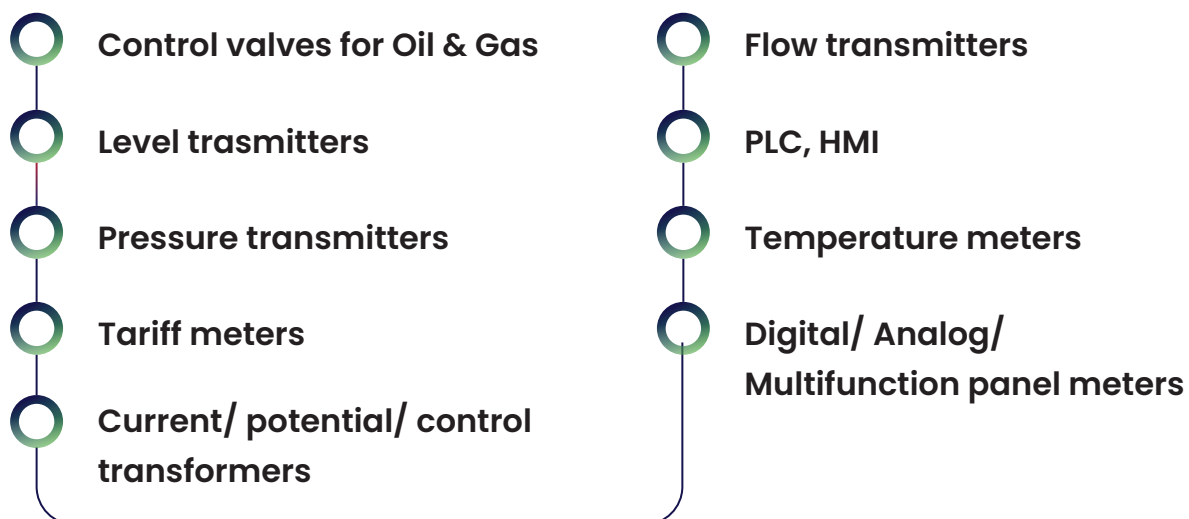 Control valves for Oil & Gas
Level trasmitters
Pressure transmitters
Tariff meters
Current/ potential/ control
transformers
Flow transmitters
PLC, HMI
Temperature meters
Digital/ Analog/
Multifunction panel meters